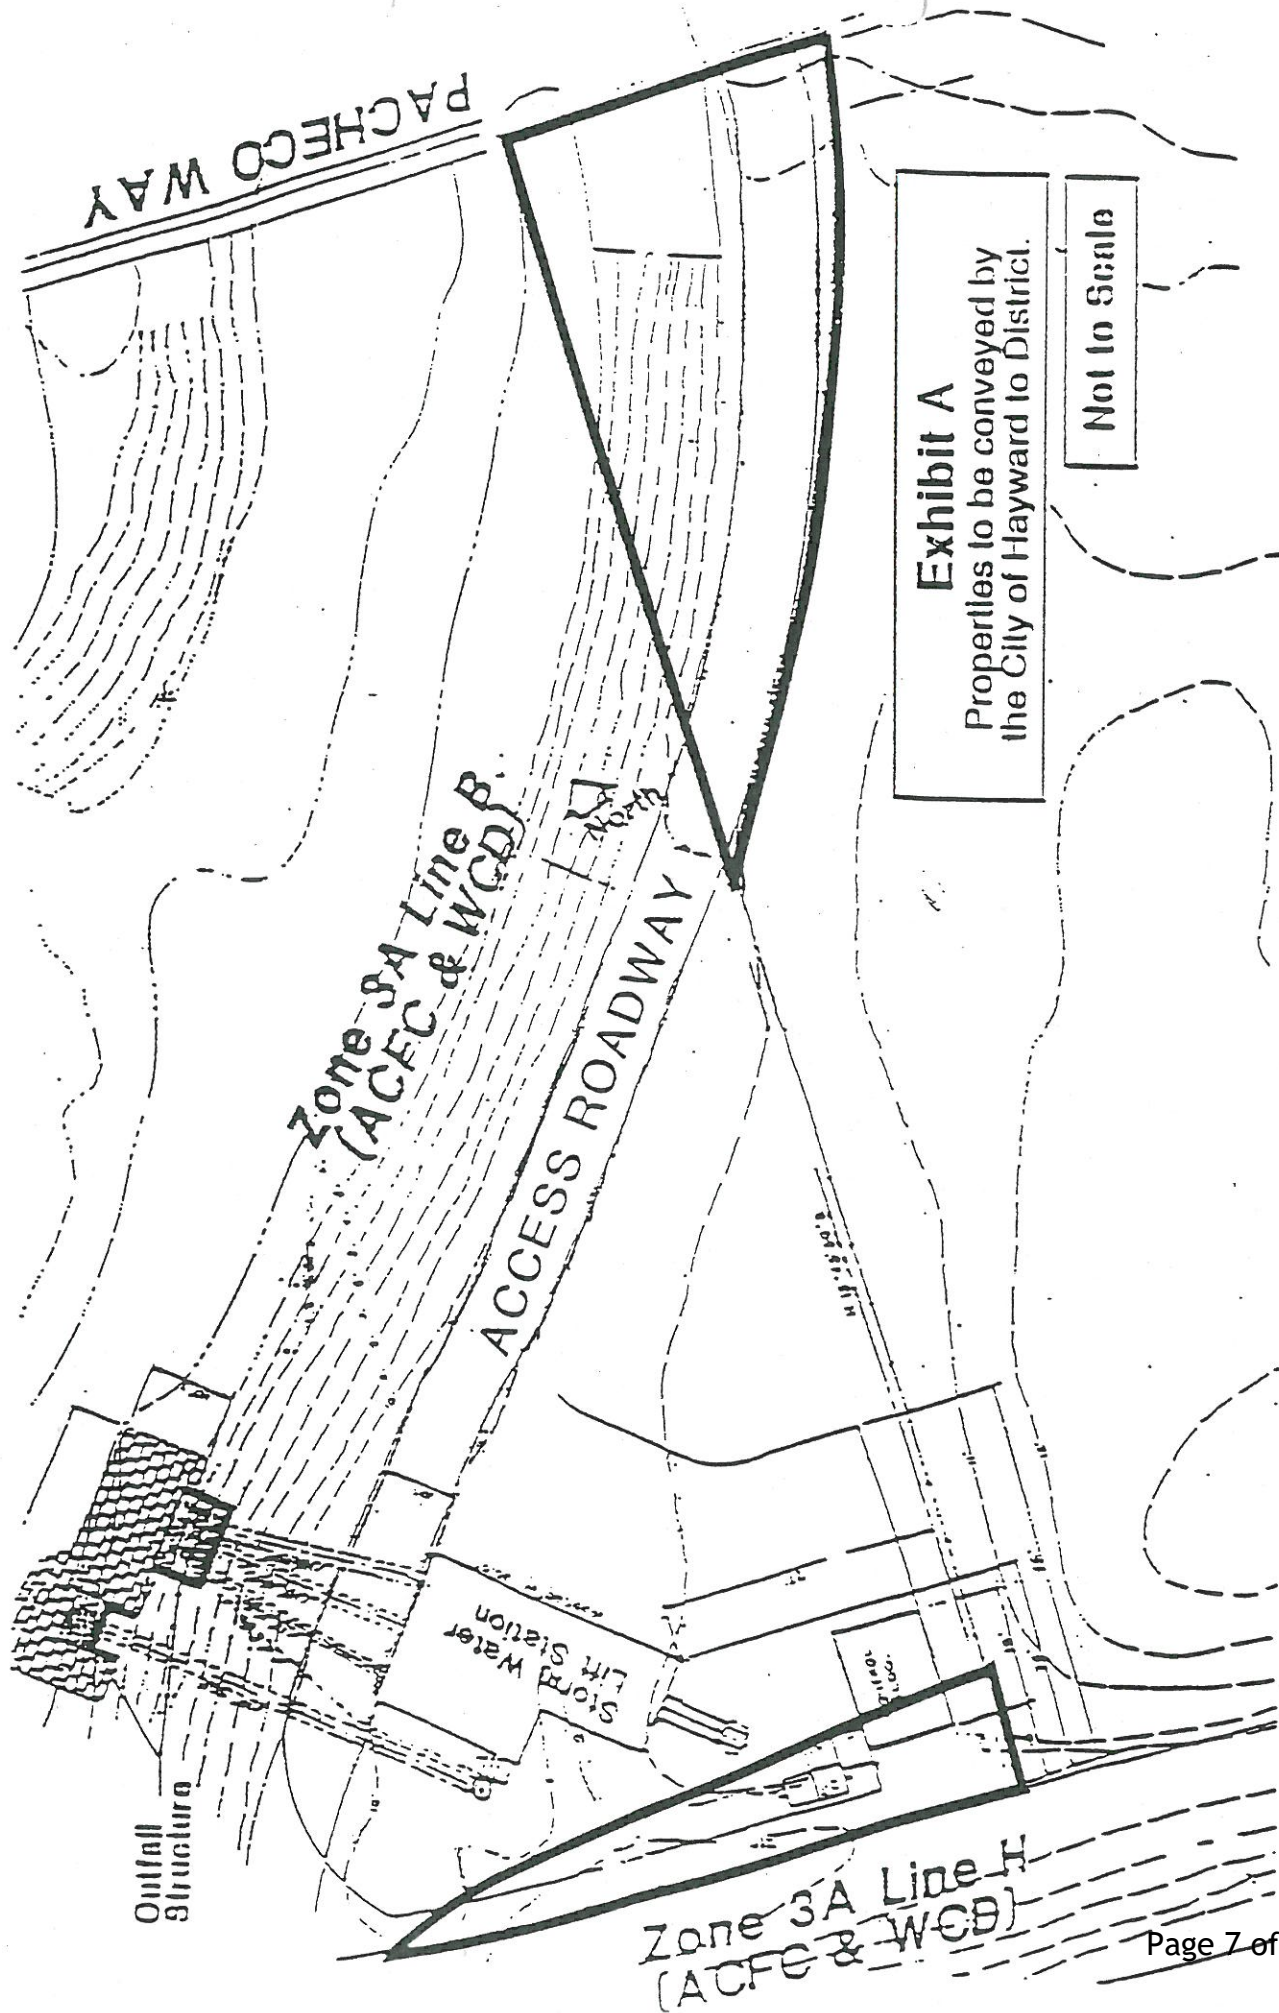 PACHECO WAY
Exhibit A
Properties to be conveyed by
the City of Hayward to District.
Not to Scale
Zone 3A Line B.
(ACFC & WCD)
North
ACCESS ROADWAY
Storm Water
Lift Station
Outfall
Structure
Zone 3A Line H
(ACFC & WCD)
Page 7 of